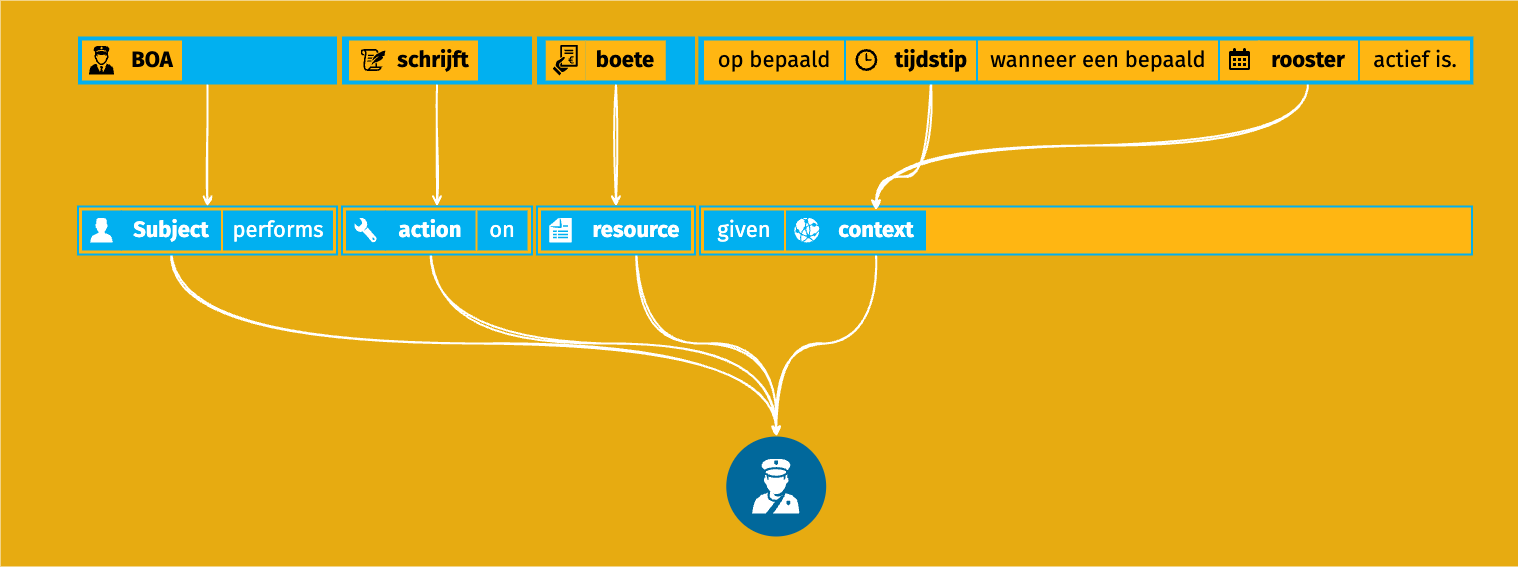 BOA schrijft boete op bepaald tijdstip wanneer een bepaald rooster actief is.
Subject performs action on resource given context